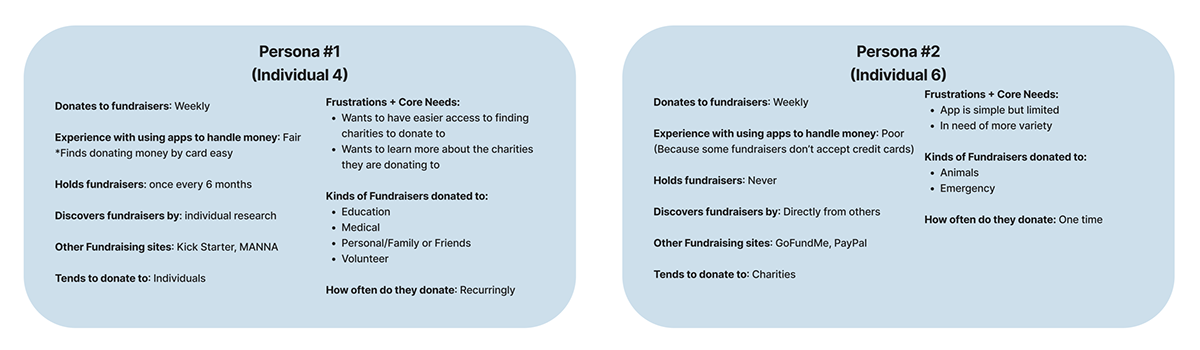 Persona #1
(Individual 4)
Donates to fundraisers: Weekly
Experience with using apps to handle money: Fair
*Finds donating money by card easy
Holds fundraisers: once every 6 months
Discovers fundraisers by: individual research
Other Fundraising sites: Kick Starter, MANNA
Tends to donate to: Individuals
Frustrations + Core Needs:
• Wants to have easier access to finding
charities to donate to
• Wants to learn more about the charities
they are donating to
Kinds of Fundraisers donated to:
• Education
• Medical
• Personal/Family or Friends
• Volunteer
How often do they donate: Recurringly
Persona #2
(Individual 6)
Donates to fundraisers: Weekly
Experience with using apps to handle money: Poor
(Because some fundraisers don't accept credit cards)
Holds fundraisers: Never
Discovers fundraisers by: Directly from others
Other Fundraising sites: GoFundMe, PayPal
Tends to donate to: Charities
Frustrations + Core Needs:
• App is simple but limited
• In need of more variety
Kinds of Fundraisers donated to:
• Animals
• Emergency
How often do they donate: One time